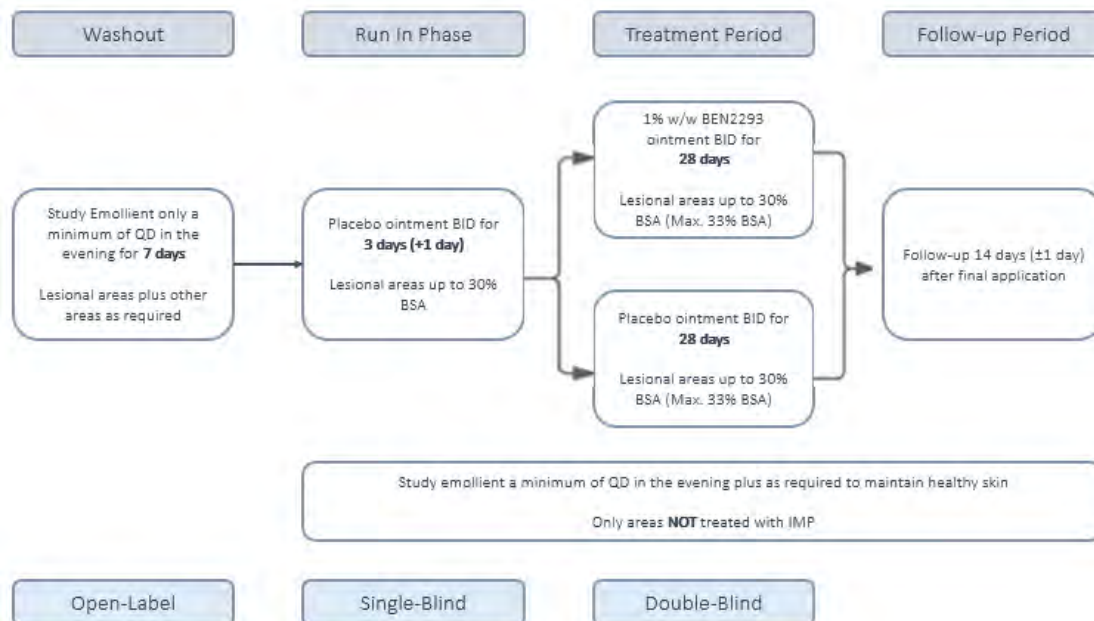 Washout
Run In Phase
Treatment Period
Follow-up Period
Study Emollient only a
minimum of QD in the
evening for 7 days
Lesional areas plus other
areas as required
Placebo ointment BID for
3 days (+1 day)
Lesional areas up to 30%
BSA
1% w/w BEN2293
ointment BID for
28 days
Lesional areas up to 30%
BSA (Max. 33% BSA)
Placebo ointment BID for
28 days
Lesional areas up to 30%
BSA (Max. 33% BSA)
Follow-up 14 days (±1 day)
after final application
Study emollient a minimum of QD in the evening plus as required to maintain healthy skin
Only areas NOT treated with IMP
Open-Label
Single-Blind
Double-Blind